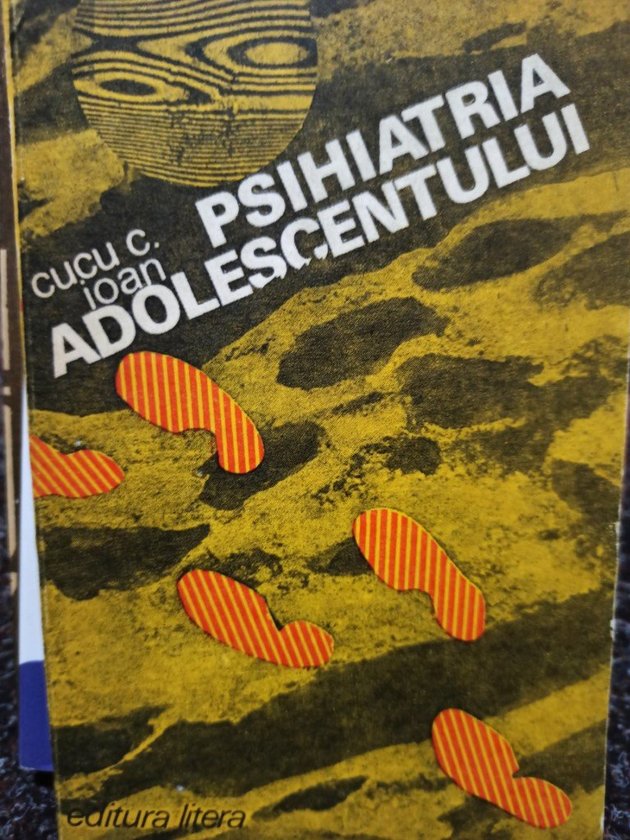 PSIHIATRIA
cucu c.
ioan
ADOLESCENTULUI
editura litera